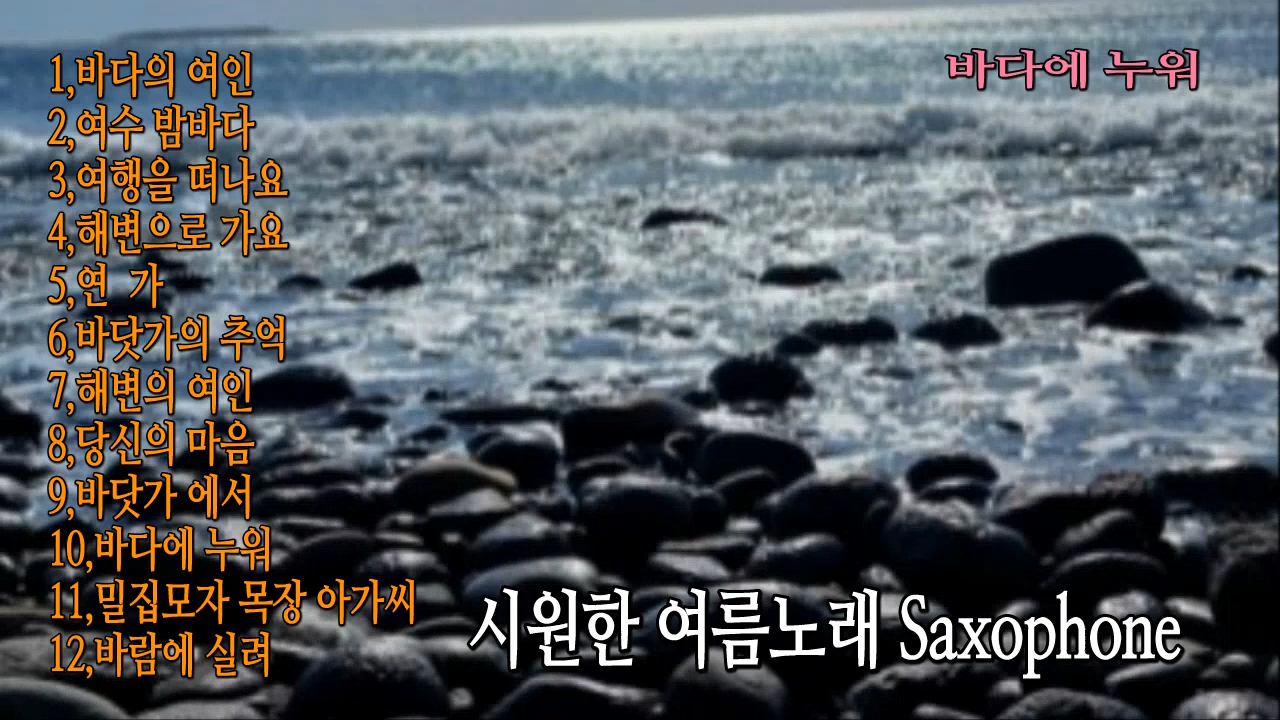 1,바다의 여인
2,여수 밤바다
3,여행을 떠나요
4,해변으로 가요
5,연 가
6,바닷가의 추억
7,해변의 여인
8,당신의 마음
9,바닷가 에서
10,바다에 누워
11,밀집모자 목장 아가씨
12,바람에 실려
바다에 누워
시원한 여름노래 Saxophone